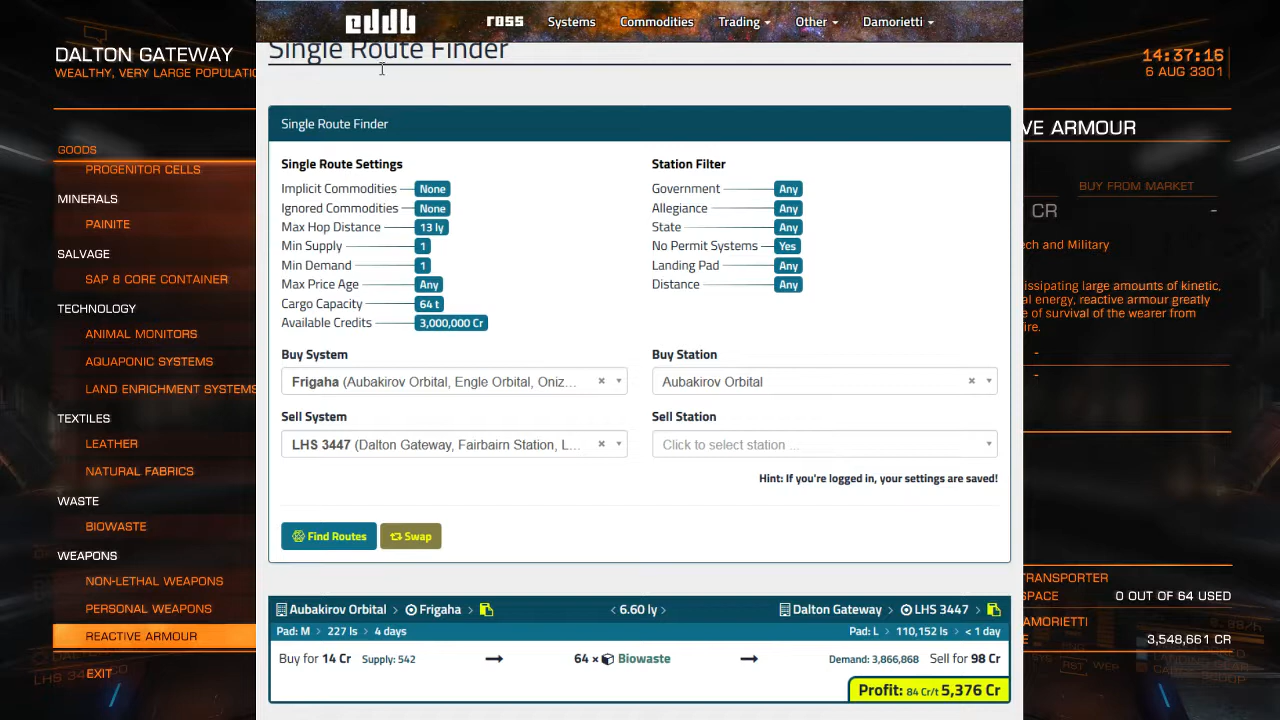 DALTON GATEWAY
WEALTHY, VERY LARGE POPULATIO
GOODS
PROGENITOR CELLS
MINERALS
PAINITE
SALVAGE
SAP 8 CORE CONTAINER
TECHNOLOGY
ANIMAL MONITORS
AQUAPONIC SYSTEMS
LAND ENRICHMENT SYSTEMS
TEXTILES
LEATHER
NATURAL FABRICS
WASTE
BIOWASTE
WEAPONS
NON-LETHAL WEAPONS
PERSONAL WEAPONS
REACTIVE ARMOUR
EXIT
LHS 3447
eddb ross Systems Commodities Trading Other Damorietti
Single Route Finder
Single Route Finder
Single Route Settings
Implicit Commodities None
Ignored Commodities None
Max Hop Distance 13 ly
Min Supply 1
Min Demand 1
Max Price Age Any
Cargo Capacity 64 t
Available Credits 3,000,000 Cr
Station Filter
Government Any
Allegiance Any
State Any
No Permit Systems Yes
Landing Pad Any
Distance Any
Buy System
Frigaha (Aubakirov Orbital, Engle Orbital, Oniz... ×
Buy Station
Aubakirov Orbital ×
Sell System
LHS 3447 (Dalton Gateway, Fairbairn Station, L... ×
Sell Station
Click to select station ...
Hint: If you're logged in, your settings are saved!
Find Routes Swap
Aubakirov Orbital > Frigaha > < 6.60 ly > Dalton Gateway > LHS 3447 >
Pad: M > 227 ls > 4 days Pad: L > 110,152 ls > < 1 day
Buy for 14 Cr Supply: 542 → 64 × Biowaste → Demand: 3,866,868 Sell for 98 Cr
Profit: 84 Cr/t 5,376 Cr
14:37:16
6 AUG 3301
VE ARMOUR
BUY FROM MARKET
CR -
ech and Military
issipating large amounts of kinetic,
al energy, reactive armour greatly
e of survival of the wearer from
ire.
-
-
TRANSPORTER
SPACE 0 OUT OF 64 USED
AMORIETTI
E 3,548,661 CR